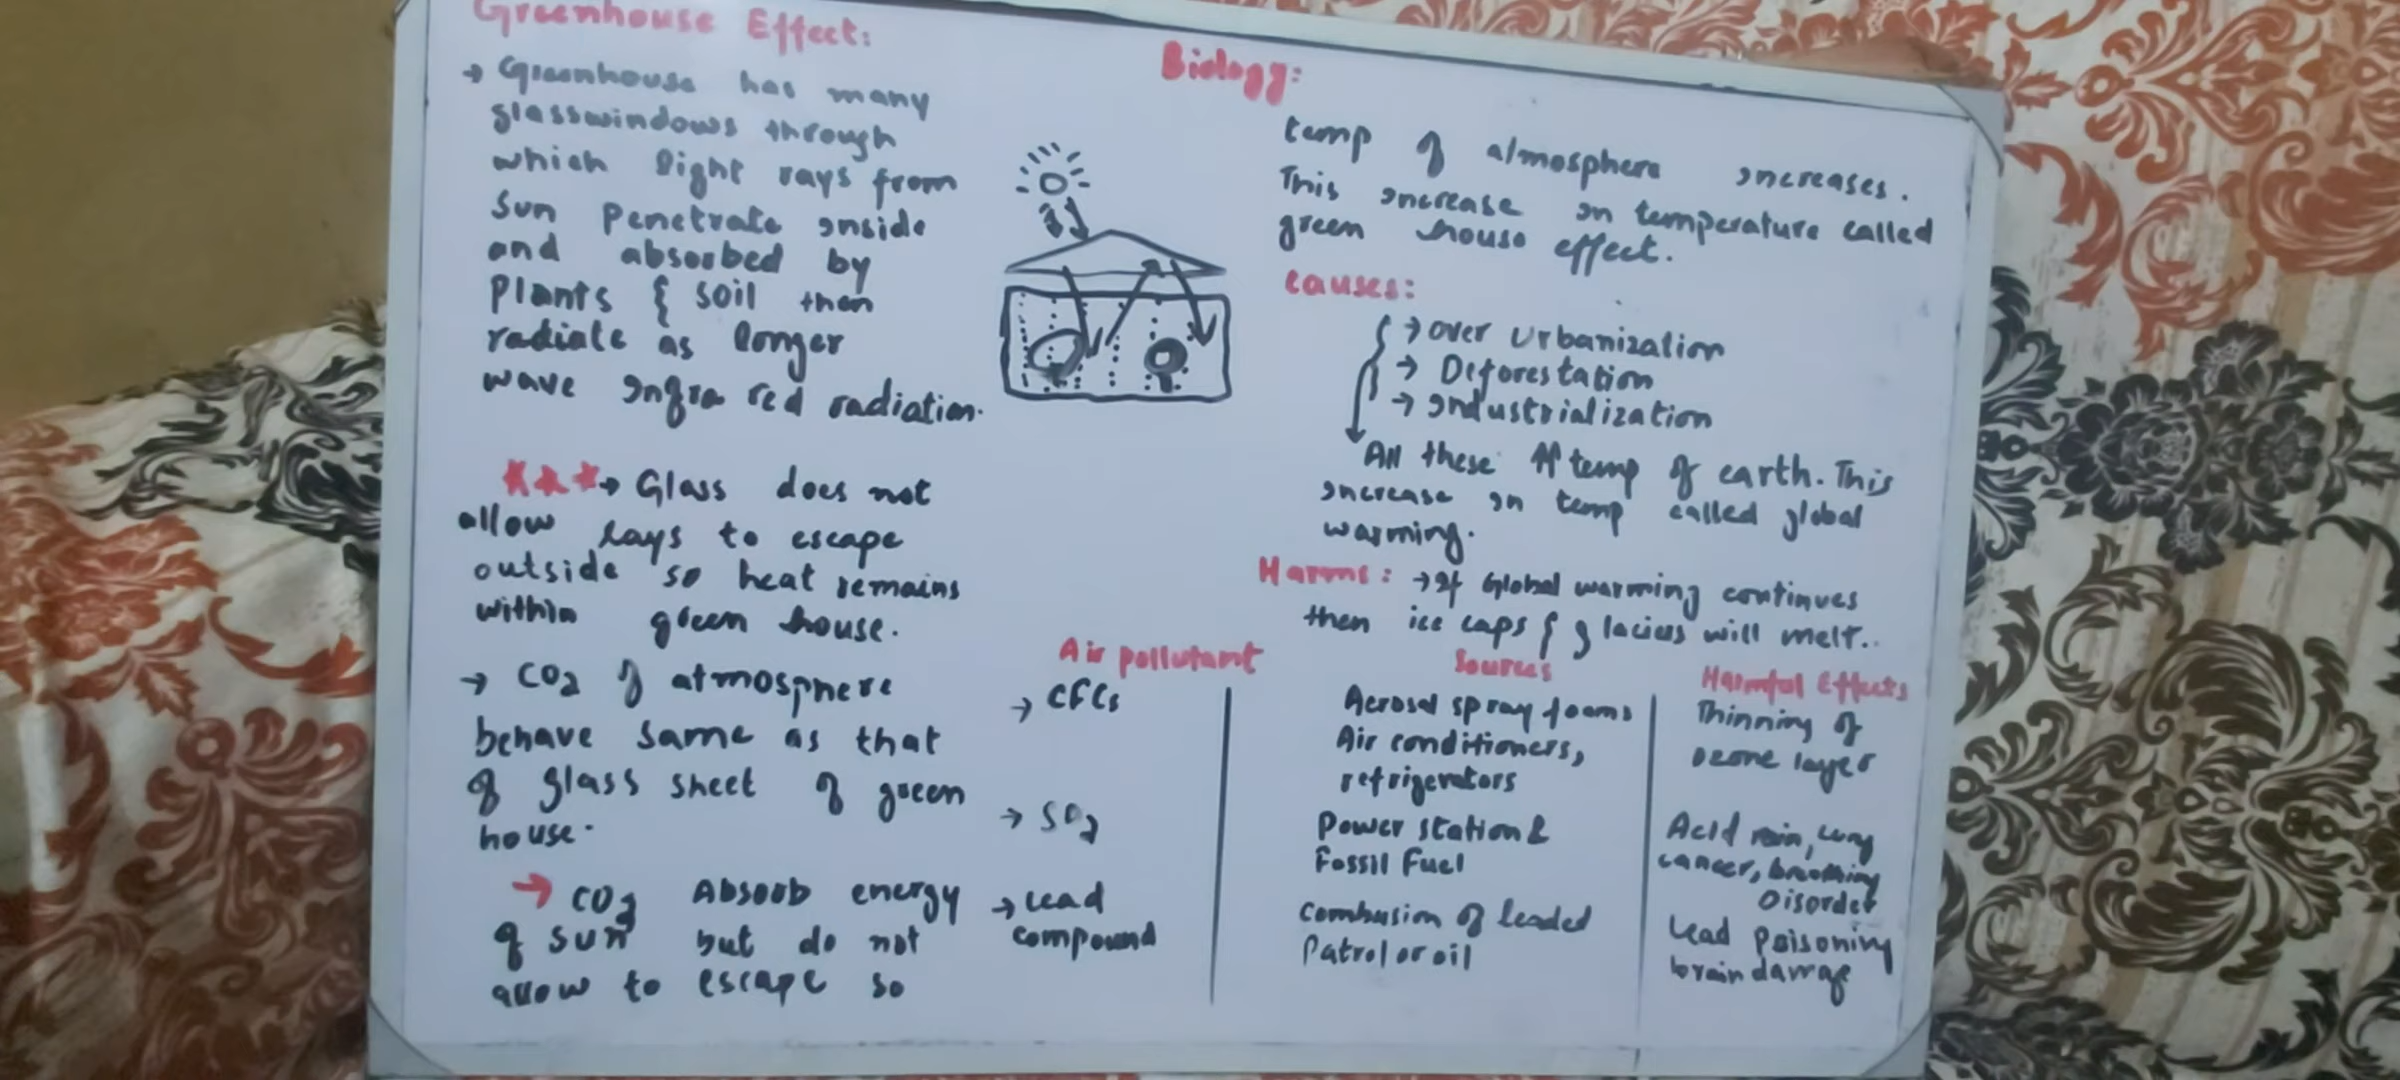 Greenhouse Effect:
→ Greenhouse has many
glasswindows through
which light rays from
sun penetrate inside
and absorbed by
plants & soil then
radiate as longer
wave infra red radiation.
*** → Glass does not
allow rays to escape
outside so heat remains
within green house.
→ CO2 of atmosphere
behave same as that
of glass sheet of green
house.
→ CO2 Absorb energy
of sun but do not
allow to escape so
Biology:
temp of atmosphere increases.
This increase in temperature called
green house effect.
causes:
→ over urbanization
→ Deforestation
→ industrialization
All these ↑↑ temp of earth. This
increase in temp called global
warming.
Harms: → If Global warming continues
then ice caps & glaciers will melt..
Air pollutant Sources Harmful Effects
→ CFCs
Aerosol spray foams
Air conditioners,
refrigerators
Thinning of
ozone layer
→ SO2
Power station &
Fossil Fuel
Acid rain, lung
cancer, breathing
Disorder
→ Lead
compound
combusion of leaded
Patrol or oil
Lead Poisoning
brain damage